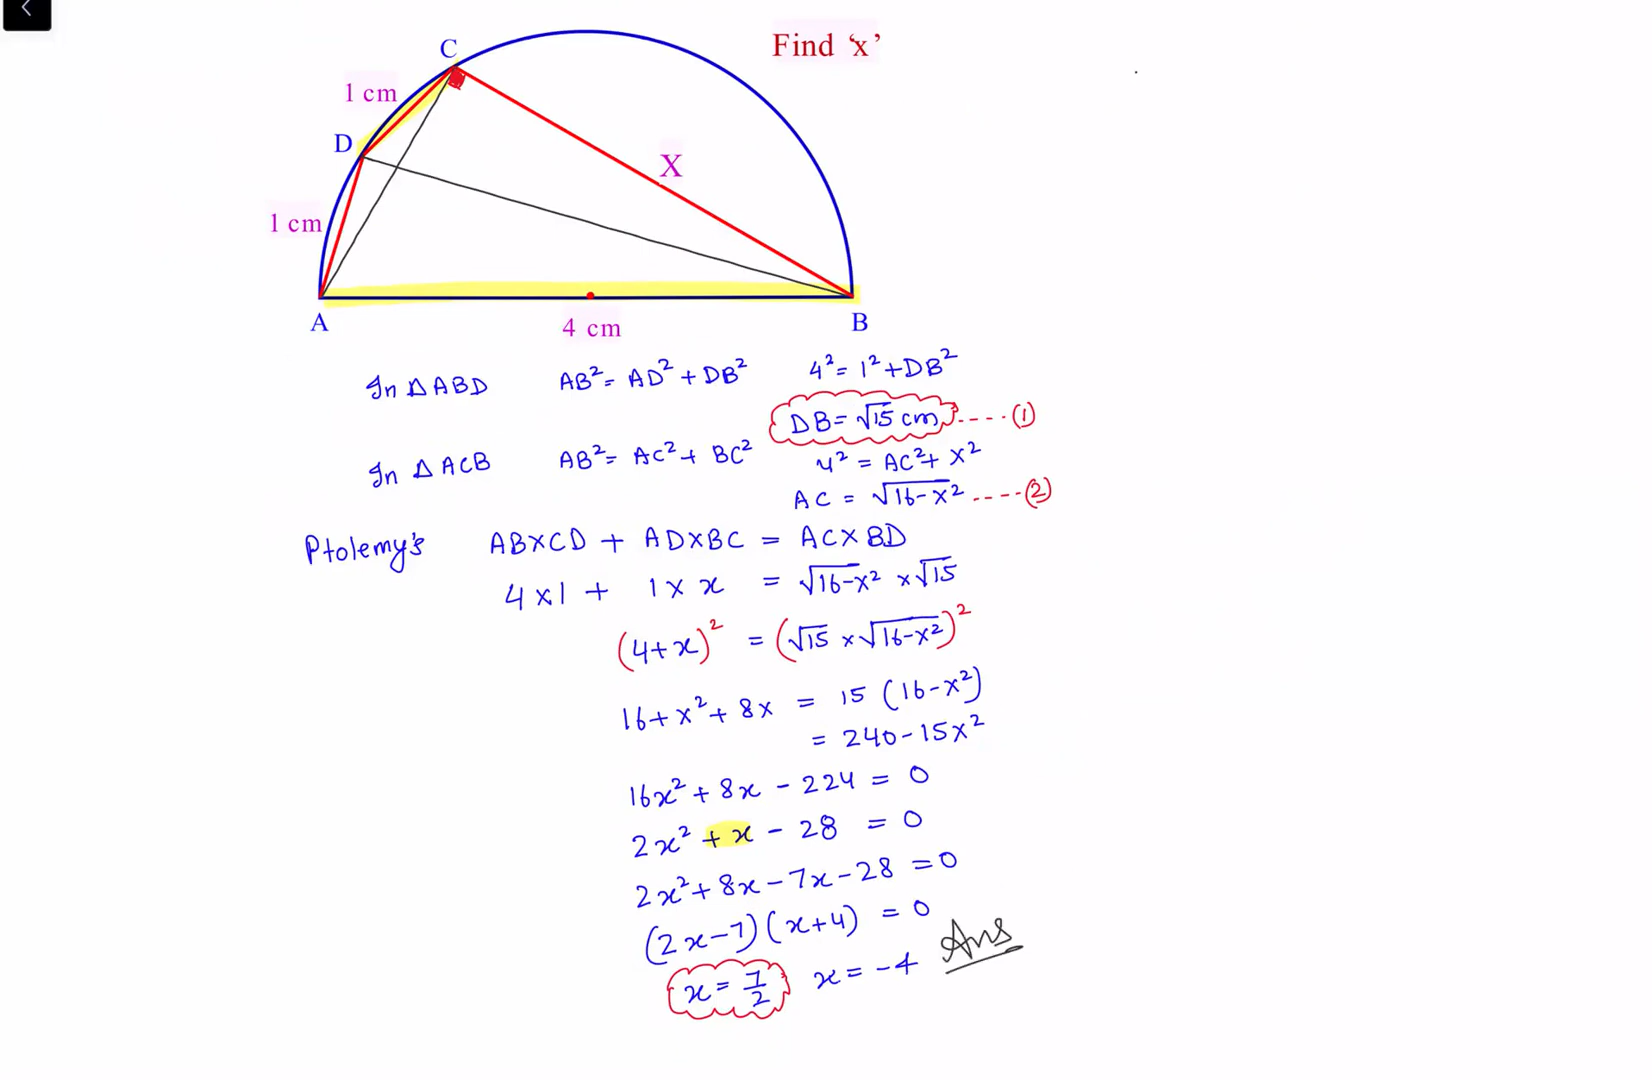 Find ‘x’
C
1 cm
D
X
1 cm
A
4 cm
B
In △ABD AB²= AD²+DB² 4²= 1²+DB²
DB= √15 cm ----(1)
In △ACB AB²= AC²+ BC² 4² = AC²+ x²
AC = √16-x² ----(2)
Ptolemy's AB×CD + AD×BC = AC×BD
4×1 + 1×x = √16-x² ×√15
(4+x)² = (√15 ×√16-x²)²
16+x²+8x = 15 (16-x²)
= 240-15x²
16x²+8x-224 = 0
2x²+x-28 = 0
2x²+8x-7x-28=0
(2x-7)(x+4) = 0
x= 7/2 x=-4 Ans